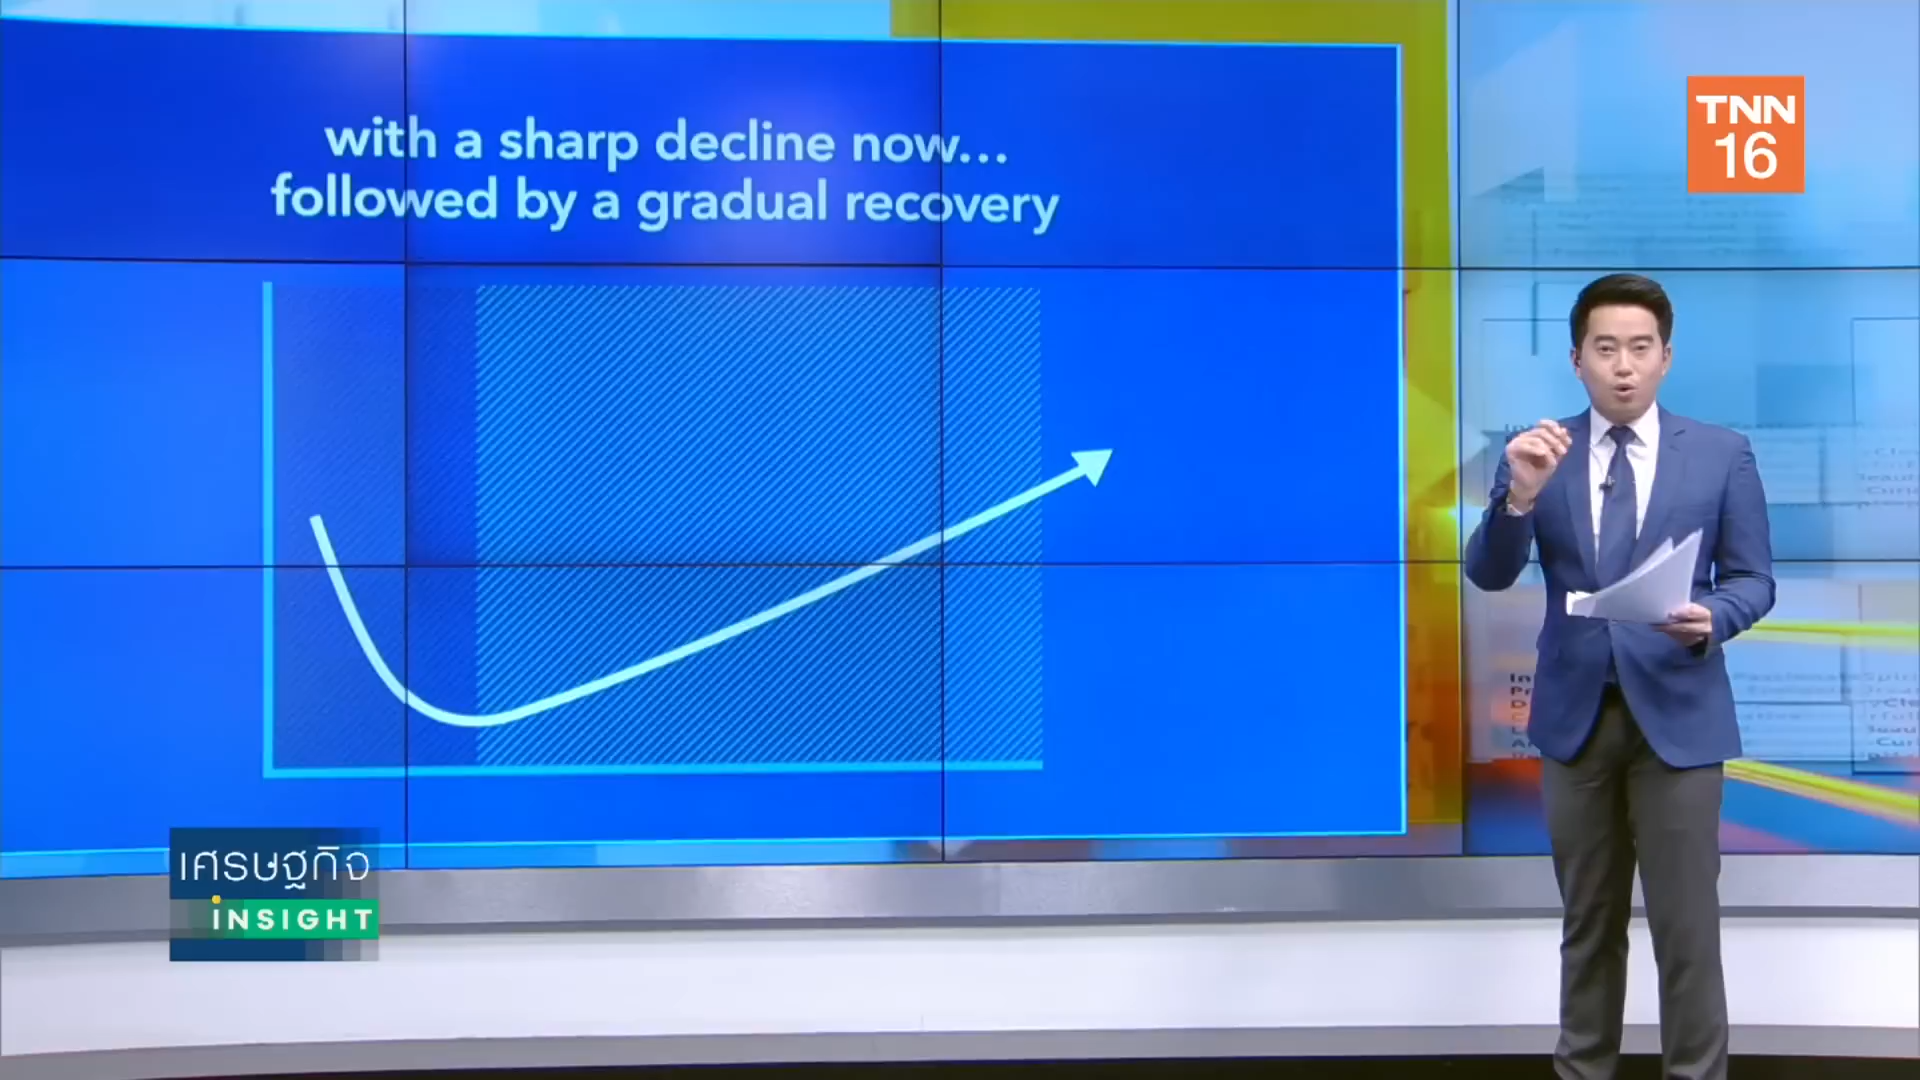 with a sharp decline now...
followed by a gradual recovery
TNN
16
เศรษฐกิจ
INSIGHT